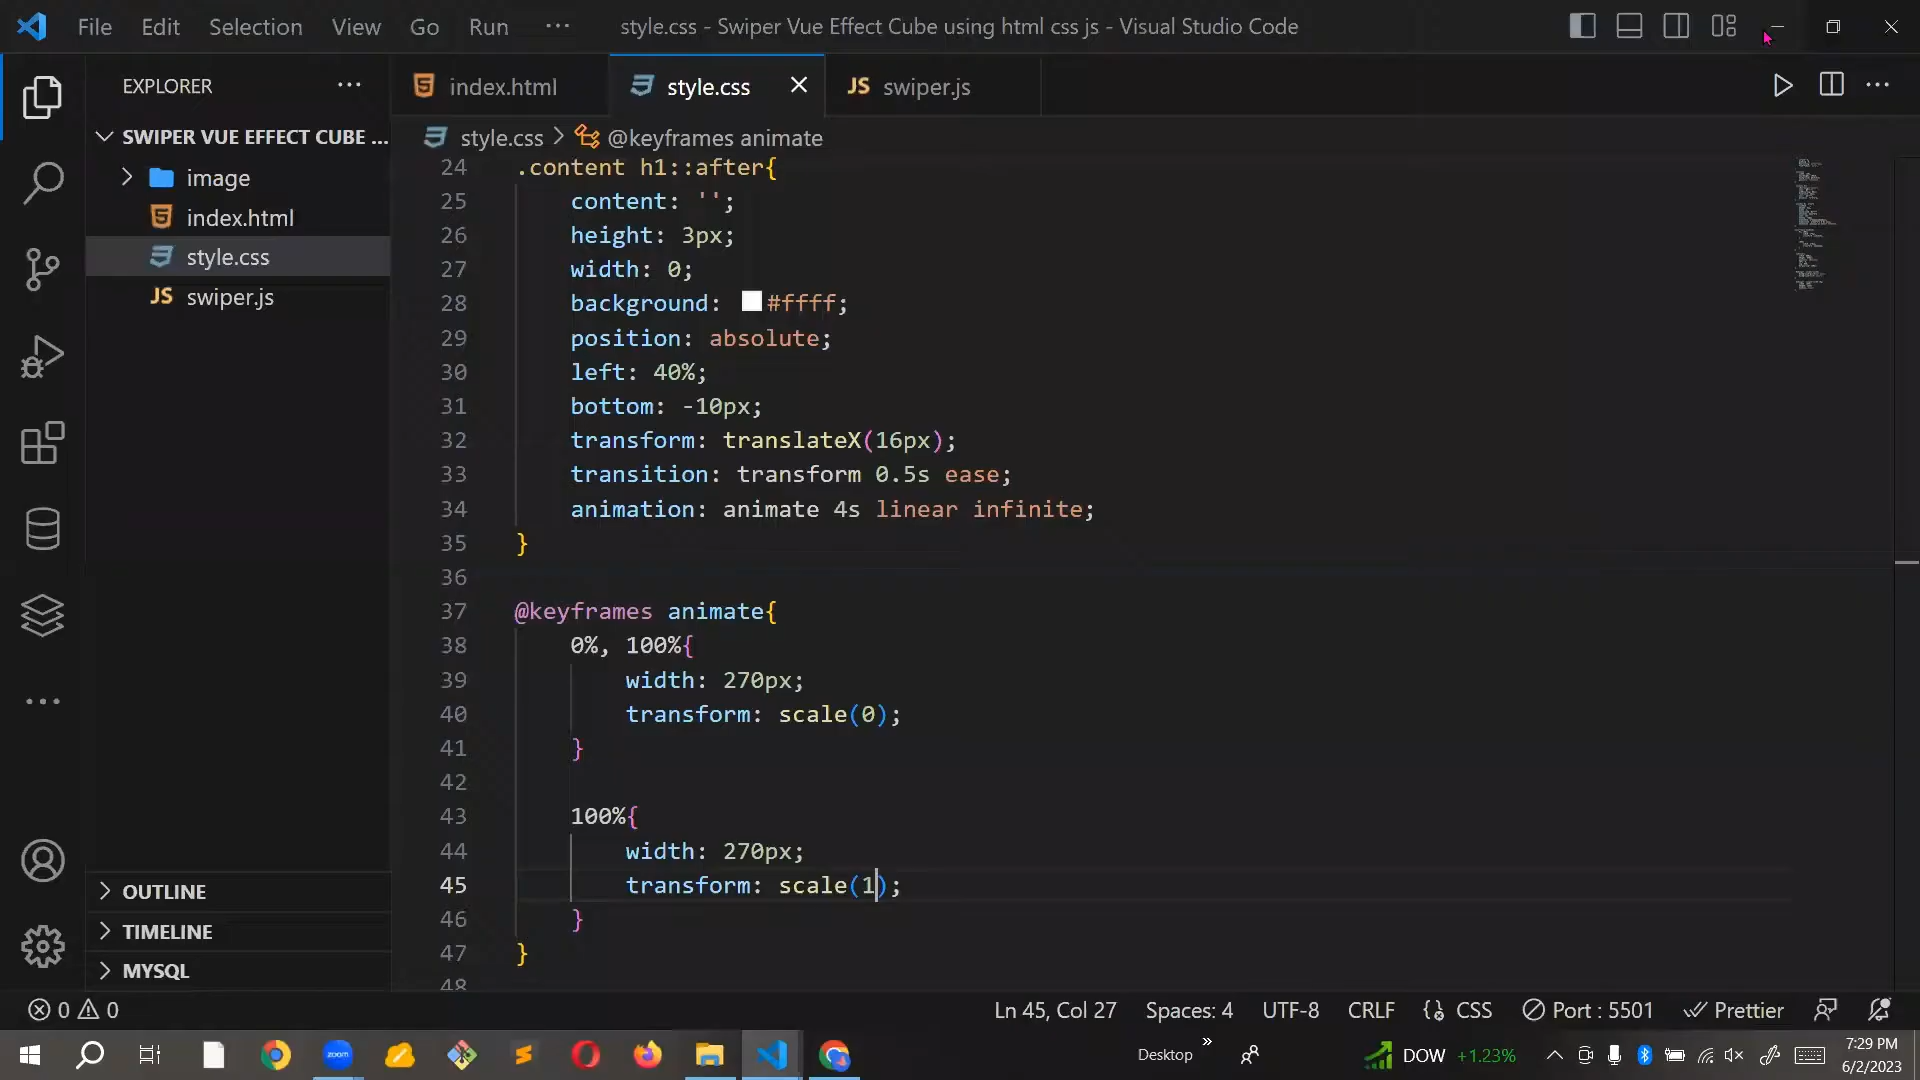 File Edit Selection View Go Run ··· style.css - Swiper Vue Effect Cube using html css js - Visual Studio Code
EXPLORER ···
SWIPER VUE EFFECT CUBE ...
image
index.html
style.css
swiper.js
OUTLINE
TIMELINE
MYSQL
index.html style.css JS swiper.js
style.css > @keyframes animate
24 .content h1::after{
25 content: '';
26 height: 3px;
27 width: 0;
28 background: #ffff;
29 position: absolute;
30 left: 40%;
31 bottom: -10px;
32 transform: translateX(16px);
33 transition: transform 0.5s ease;
34 animation: animate 4s linear infinite;
35 }
36
37 @keyframes animate{
38 0%, 100%{
39 width: 270px;
40 transform: scale(0);
41 }
42
43 100%{
44 width: 270px;
45 transform: scale(1);
46 }
47 }
48
0 0 Ln 45, Col 27 Spaces: 4 UTF-8 CRLF {} CSS Port : 5501 Prettier
zoom Desktop » DOW +1.23% 7:29 PM
6/2/2023